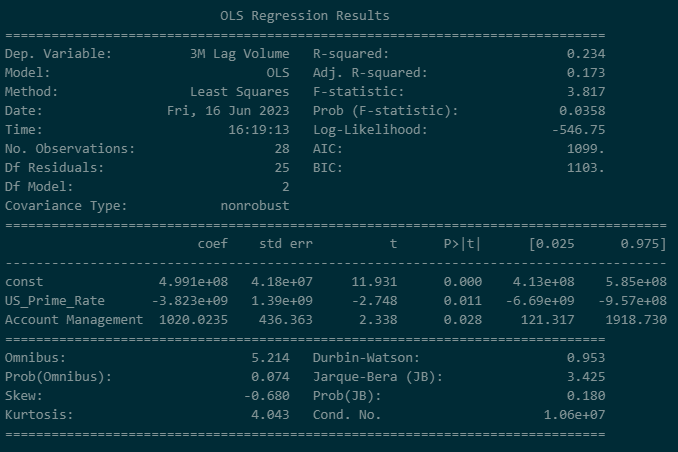 OLS Regression Results
==============================================================================
Dep. Variable:          3M Lag Volume   R-squared:                       0.234
Model:                            OLS   Adj. R-squared:                  0.173
Method:                 Least Squares   F-statistic:                     3.817
Date:                Fri, 16 Jun 2023   Prob (F-statistic):             0.0358
Time:                        16:19:13   Log-Likelihood:                -546.75
No. Observations:                  28   AIC:                             1099.
Df Residuals:                      25   BIC:                             1103.
Df Model:                           2
Covariance Type:            nonrobust
======================================================================================
                         coef    std err          t      P>|t|      [0.025      0.975]
--------------------------------------------------------------------------------------
const               4.991e+08   4.18e+07     11.931      0.000    4.13e+08    5.85e+08
US_Prime_Rate      -3.823e+09   1.39e+09     -2.748      0.011   -6.69e+09   -9.57e+08
Account Management  1020.0235    436.363      2.338      0.028     121.317    1918.730
==============================================================================
Omnibus:                        5.214   Durbin-Watson:                   0.953
Prob(Omnibus):                  0.074   Jarque-Bera (JB):                3.425
Skew:                          -0.680   Prob(JB):                        0.180
Kurtosis:                       4.043   Cond. No.                     1.06e+07
==============================================================================